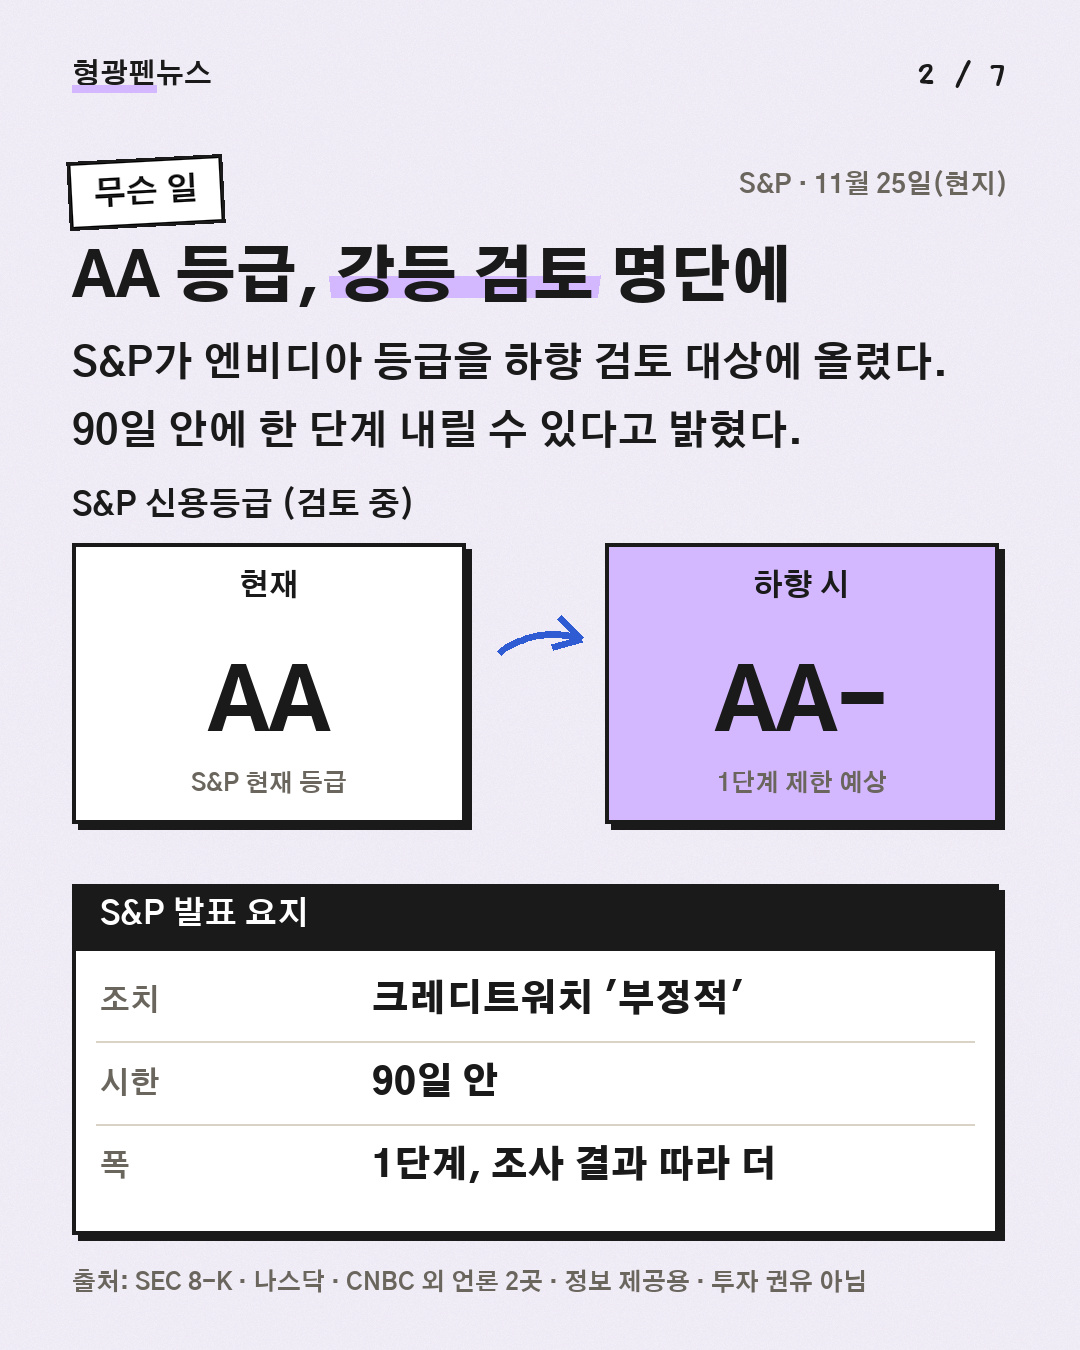 형광펜뉴스
2 / 7
무슨 일
S&P · 11월 25일(현지)
AA 등급, 강등 검토 명단에
S&P가 엔비디아 등급을 하향 검토 대상에 올렸다.
90일 안에 한 단계 내릴 수 있다고 밝혔다.
S&P 신용등급 (검토 중)
현재
AA
S&P 현재 등급
하향 시
AA-
1단계 제한 예상
S&P 발표 요지
조치 크레디트워치 '부정적'
시한 90일 안
폭 1단계, 조사 결과 따라 더
출처: SEC 8-K · 나스닥 · CNBC 외 언론 2곳 · 정보 제공용 · 투자 권유 아님